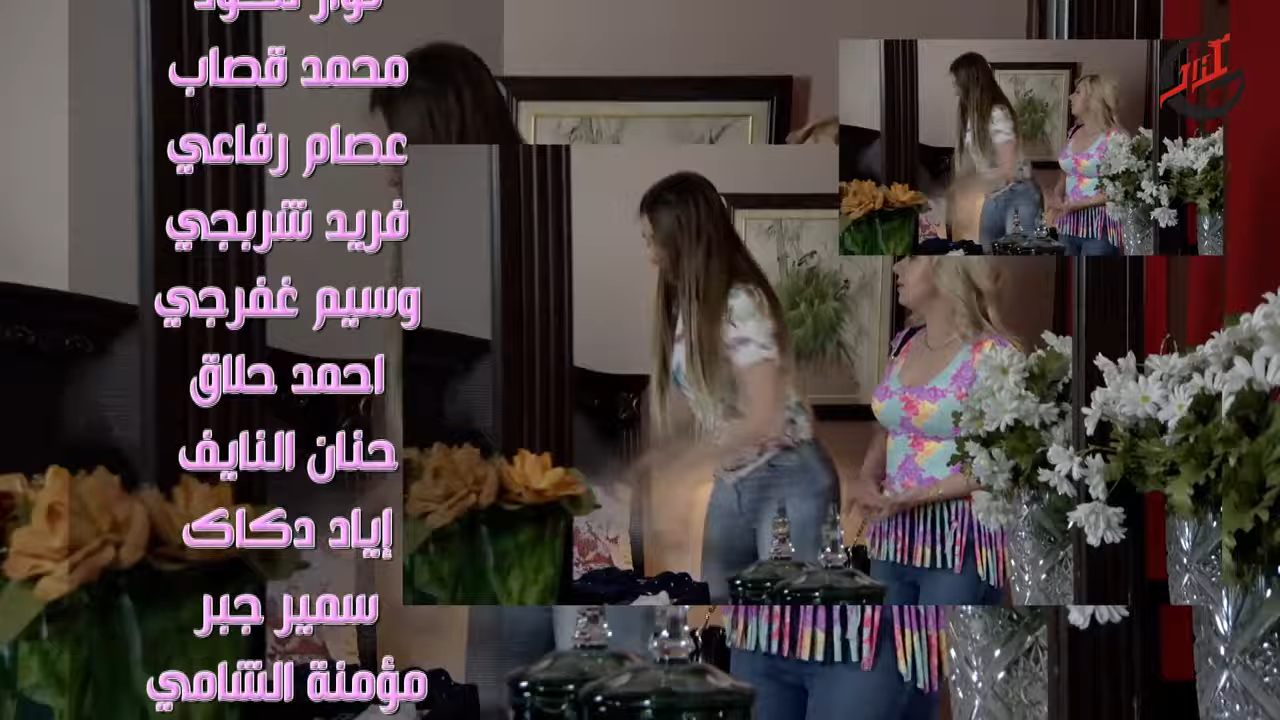 محمد قصاب
عصام رفاعي
فريد شربجي
وسيم غفرجي
احمد حلاق
حنان النايف
إياد دكاك
سمير جبر
مؤمنة الشامي